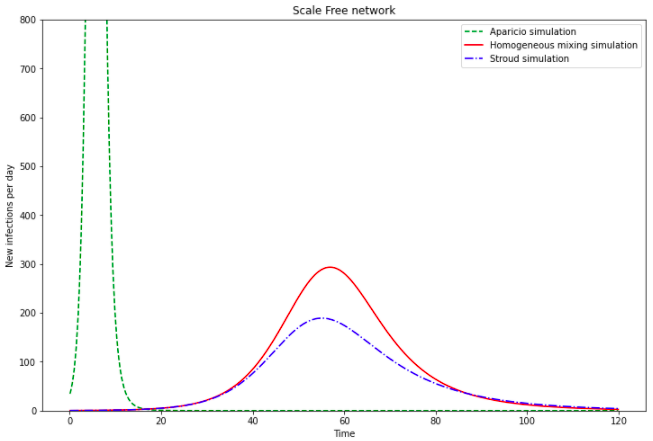 Scale Free network
Aparicio simulation
Homogeneous mixing simulation
Stroud simulation
New infections per day
800
700
600
500
400
300
200
100
0
0 20 40 60 80 100 120
Time